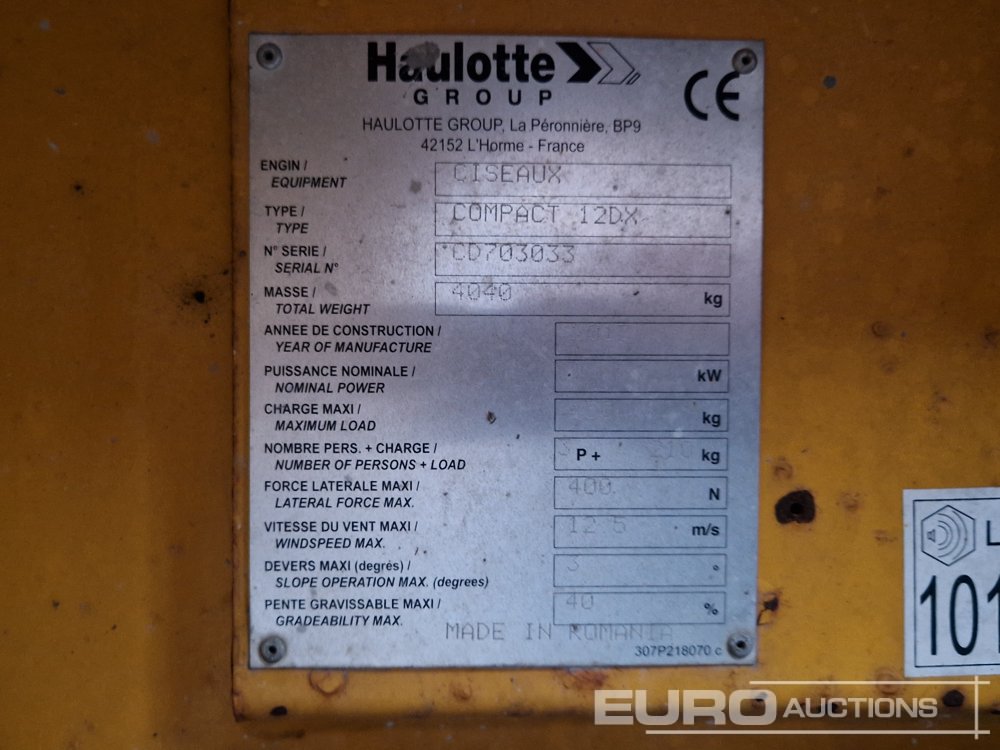 Haulotte
GROUP
CE
HAULOTTE GROUP, La Péronnière, BP9
42152 L'Horme - France
ENGIN /
EQUIPMENT
CISEAUX
TYPE /
TYPE
COMPACT 12DX
N° SERIE /
SERIAL N°
CD703033
MASSE /
TOTAL WEIGHT
4040 kg
ANNEE DE CONSTRUCTION /
YEAR OF MANUFACTURE
PUISSANCE NOMINALE /
NOMINAL POWER
kW
CHARGE MAXI /
MAXIMUM LOAD
kg
NOMBRE PERS. + CHARGE /
NUMBER OF PERSONS + LOAD
3 P + kg
FORCE LATERALE MAXI /
LATERAL FORCE MAX.
400 N
VITESSE DU VENT MAXI /
WINDSPEED MAX.
12.5 m/s
DEVERS MAXI (degrés) /
SLOPE OPERATION MAX. (degrees)
3 °
PENTE GRAVISSABLE MAXI /
GRADEABILITY MAX.
40 %
MADE IN ROMANIA
307P218070 c
L
101
EURO AUCTIONS